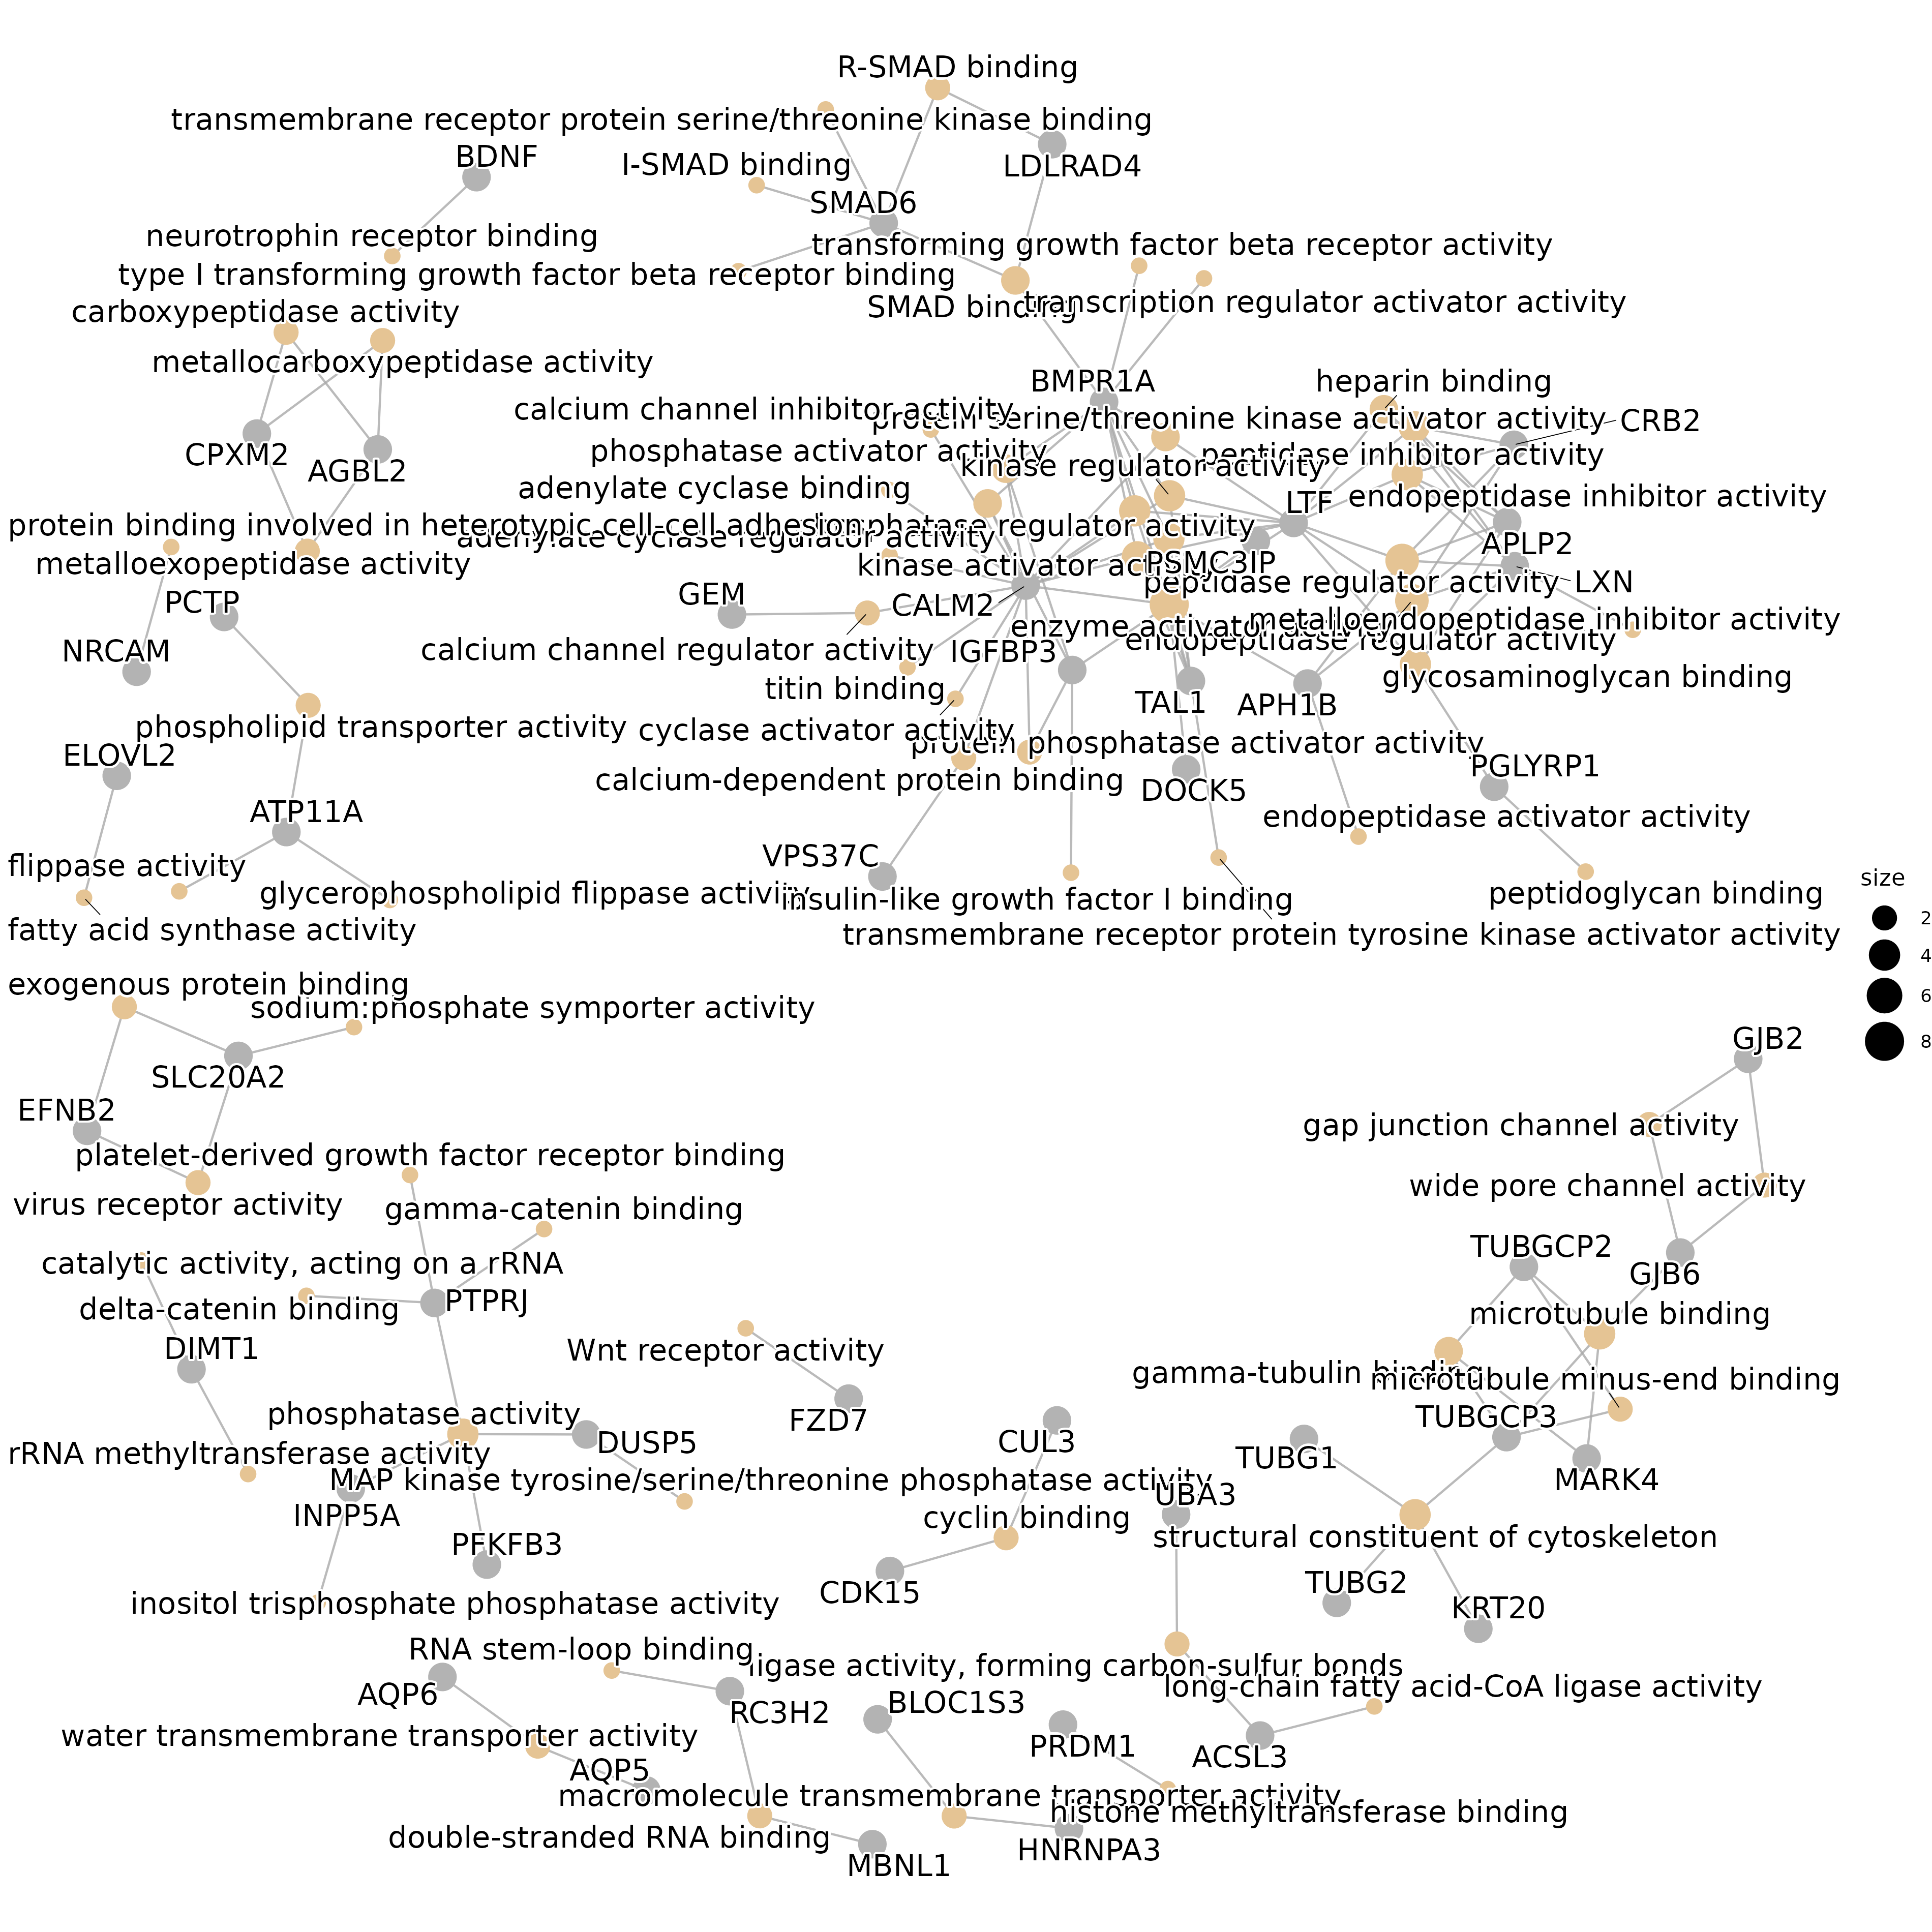 R-SMAD binding
transmembrane receptor protein serine/threonine kinase binding
BDNF
I-SMAD binding
LDLRAD4
SMAD6
neurotrophin receptor binding
transforming growth factor beta receptor activity
type I transforming growth factor beta receptor binding
SMAD binding
transcription regulator activator activity
carboxypeptidase activity
metallocarboxypeptidase activity
BMPR1A
heparin binding
calcium channel inhibitor activity
protein serine/threonine kinase activator activity
CRB2
CPXM2
AGBL2
phosphatase activator activity
peptidase inhibitor activity
kinase regulator activity
adenylate cyclase binding
LTF
endopeptidase inhibitor activity
protein binding involved in heterotypic cell-cell adhesion
phosphatase regulator activity
adenylate cyclase regulator activity
APLP2
metalloexopeptidase activity
kinase activator activity
PSMC3IP
peptidase regulator activity
LXN
PCTP
GEM
CALM2
metalloendopeptidase inhibitor activity
enzyme activator activity
endopeptidase regulator activity
NRCAM
calcium channel regulator activity
IGFBP3
glycosaminoglycan binding
titin binding
TAL1
APH1B
phospholipid transporter activity
cyclase activator activity
protein phosphatase activator activity
ELOVL2
calcium-dependent protein binding
DOCK5
PGLYRP1
ATP11A
endopeptidase activator activity
flippase activity
VPS37C
glycerophospholipid flippase activity
insulin-like growth factor I binding
peptidoglycan binding
size
2
4
6
8
fatty acid synthase activity
transmembrane receptor protein tyrosine kinase activator activity
exogenous protein binding
sodium:phosphate symporter activity
GJB2
SLC20A2
EFNB2
gap junction channel activity
platelet-derived growth factor receptor binding
wide pore channel activity
virus receptor activity
gamma-catenin binding
TUBGCP2
catalytic activity, acting on a rRNA
GJB6
delta-catenin binding
PTPRJ
microtubule binding
DIMT1
Wnt receptor activity
gamma-tubulin binding
microtubule minus-end binding
phosphatase activity
FZD7
TUBGCP3
DUSP5
CUL3
rRNA methyltransferase activity
TUBG1
MAP kinase tyrosine/serine/threonine phosphatase activity
MARK4
UBA3
INPP5A
cyclin binding
structural constituent of cytoskeleton
PFKFB3
CDK15
TUBG2
inositol trisphosphate phosphatase activity
KRT20
RNA stem-loop binding
ligase activity, forming carbon-sulfur bonds
long-chain fatty acid-CoA ligase activity
AQP6
RC3H2
BLOC1S3
water transmembrane transporter activity
PRDM1
ACSL3
AQP5
macromolecule transmembrane transporter activity
histone methyltransferase binding
double-stranded RNA binding
HNRNPA3
MBNL1